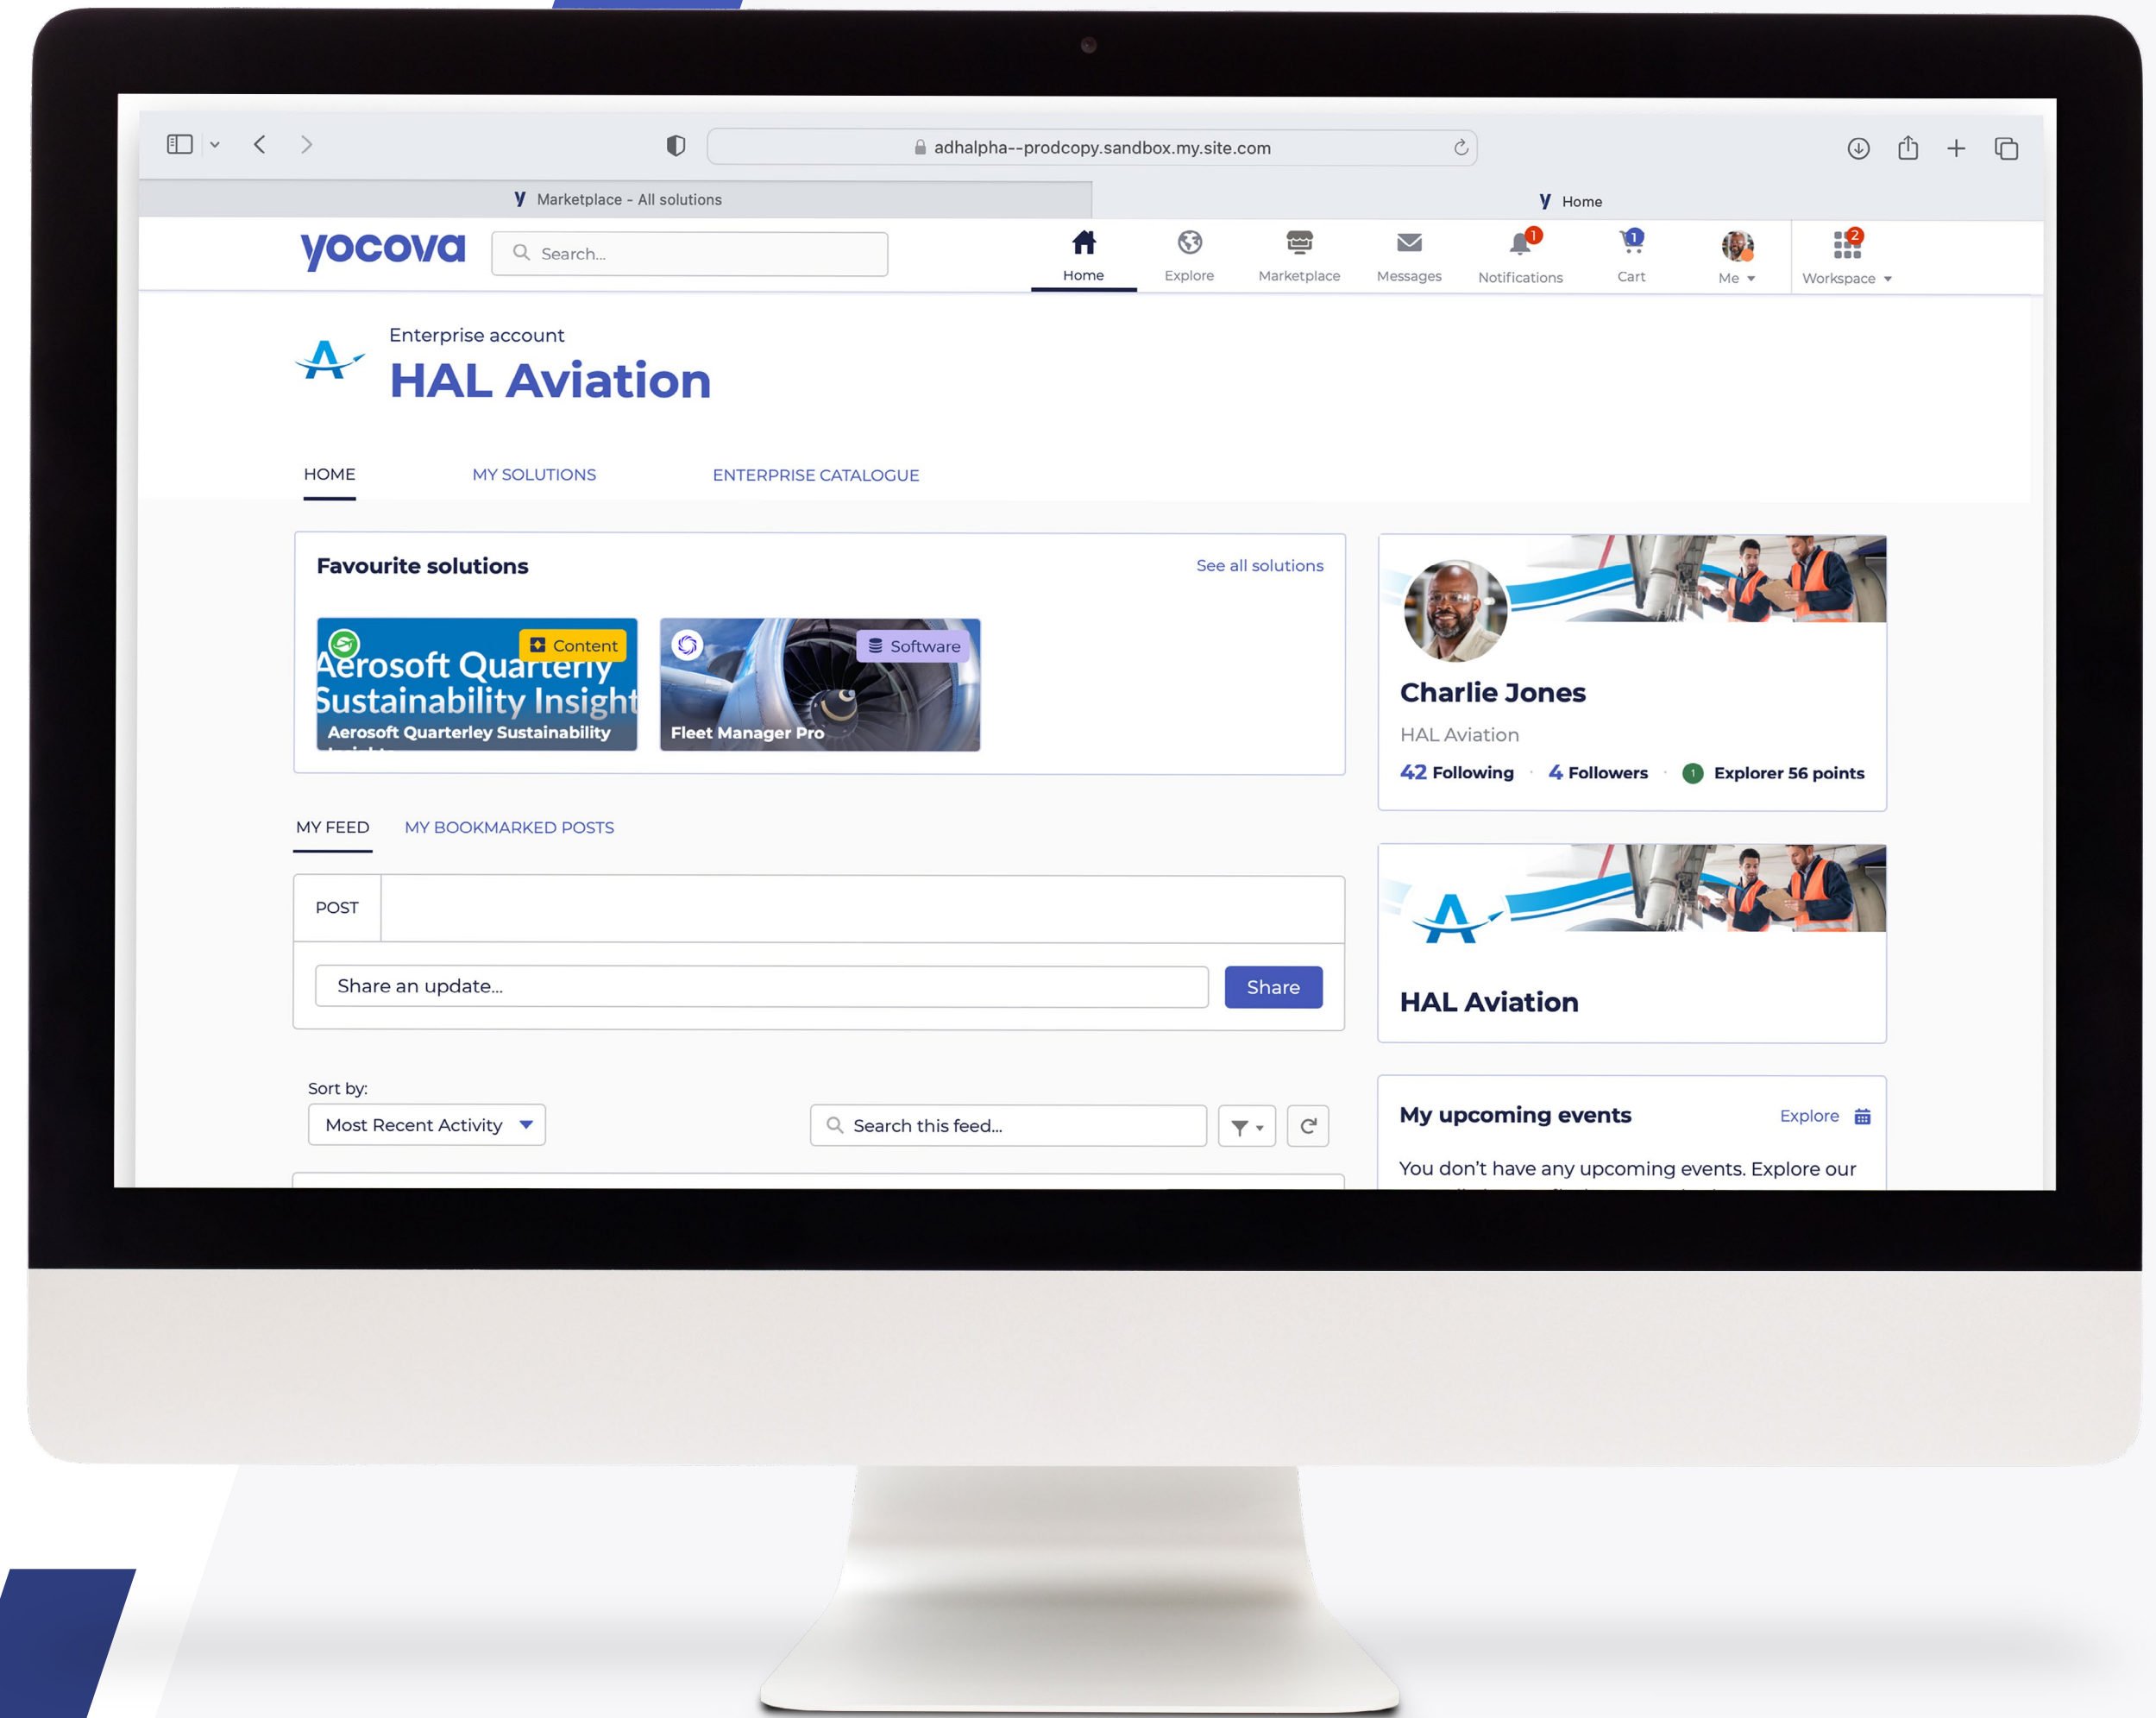 adhalpha--prodcopy.sandbox.my.site.com
y Marketplace - All solutions
y Home
yocova
Search...
Home
Explore
Marketplace
Messages
1
Notifications
1
Cart
Me
2
Workspace
Enterprise account
HAL Aviation
HOME
MY SOLUTIONS
ENTERPRISE CATALOGUE
Favourite solutions
See all solutions
Content
Aerosoft Quarterly
Sustainability Insight
Aerosoft Quarterley Sustainability
Software
Fleet Manager Pro
Charlie Jones
HAL Aviation
42 Following · 4 Followers · 1 Explorer 56 points
MY FEED
MY BOOKMARKED POSTS
POST
Share an update...
Share
HAL Aviation
Sort by:
Most Recent Activity
Search this feed...
My upcoming events
Explore
You don't have any upcoming events. Explore our